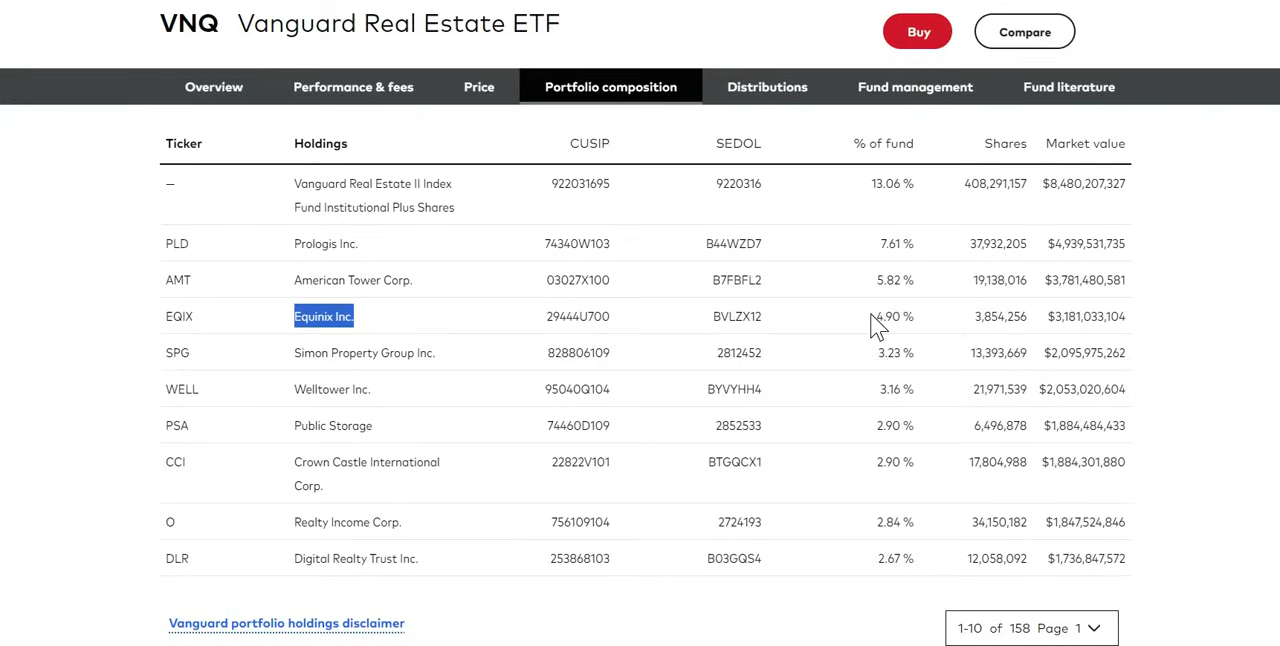 VNQ Vanguard Real Estate ETF
Buy Compare
Overview Performance & fees Price Portfolio composition Distributions Fund management Fund literature
Ticker Holdings CUSIP SEDOL % of fund Shares Market value
– Vanguard Real Estate II Index 922031695 9220316 13.06 % 408,291,157 $8,480,207,327
Fund Institutional Plus Shares
PLD Prologis Inc. 74340W103 B44WZD7 7.61 % 37,932,205 $4,939,531,735
AMT American Tower Corp. 03027X100 B7FBFL2 5.82 % 19,138,016 $3,781,480,581
EQIX Equinix Inc. 29444U700 BVLZX12 4.90 % 3,854,256 $3,181,033,104
SPG Simon Property Group Inc. 828806109 2812452 3.23 % 13,393,669 $2,095,975,262
WELL Welltower Inc. 95040Q104 BYVYHH4 3.16 % 21,971,539 $2,053,020,604
PSA Public Storage 74460D109 2852533 2.90 % 6,496,878 $1,884,484,433
CCI Crown Castle International 22822V101 BTGQCX1 2.90 % 17,804,988 $1,884,301,880
Corp.
O Realty Income Corp. 756109104 2724193 2.84 % 34,150,182 $1,847,524,846
DLR Digital Realty Trust Inc. 253868103 B03GQS4 2.67 % 12,058,092 $1,736,847,572
Vanguard portfolio holdings disclaimer
1-10 of 158 Page 1